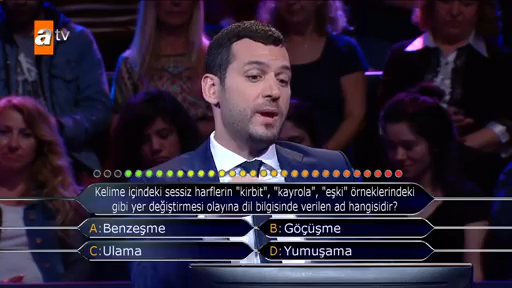 atv
Kelime içindeki sessiz harflerin "kirbit", "kayrola", "eşki" örneklerindeki
gibi yer değiştirmesi olayına dil bilgisinde verilen ad hangisidir?
A: Benzeşme
B: Göçüşme
C: Ulama
D: Yumuşama